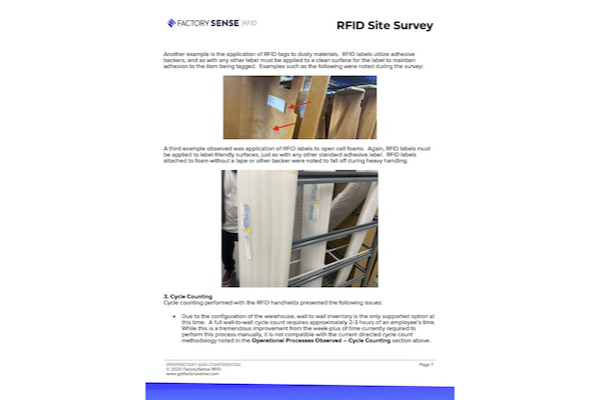 FACTORYSENSE RFID
RFID Site Survey
Another example is the application of RFID tags to dusty materials. RFID labels utilize adhesive
backers, and as with any other label must be applied to a clean surface for the label to maintain
adhesion to the item being tagged. Examples such as the following were noted during the survey:
A third example observed was application of RFID labels to open cell foams. Again, RFID labels must
be applied to label-friendly surfaces, just as with any other standard adhesive label. RFID labels
attached to foam without a tape or other backer were noted to fall off during heavy handling.
3. Cycle Counting
Cycle counting performed with the RFID handhelds presented the following issues:
• Due to the configuration of the warehouse, wall to wall inventory is the only supported option at
this time. A full wall-to-wall cycle count requires approximately 2-3 hours of an employee's time.
While this is a tremendous improvement from the week-plus of time currently required to
perform this process manually, it is not compatible with the current directed cycle count
methodology noted in the Operational Processes Observed – Cycle Counting section above.
PROPRIETARY AND CONFIDENTIAL
Page 7
© 2020 FactorySense RFID
www.getfactorysense.com